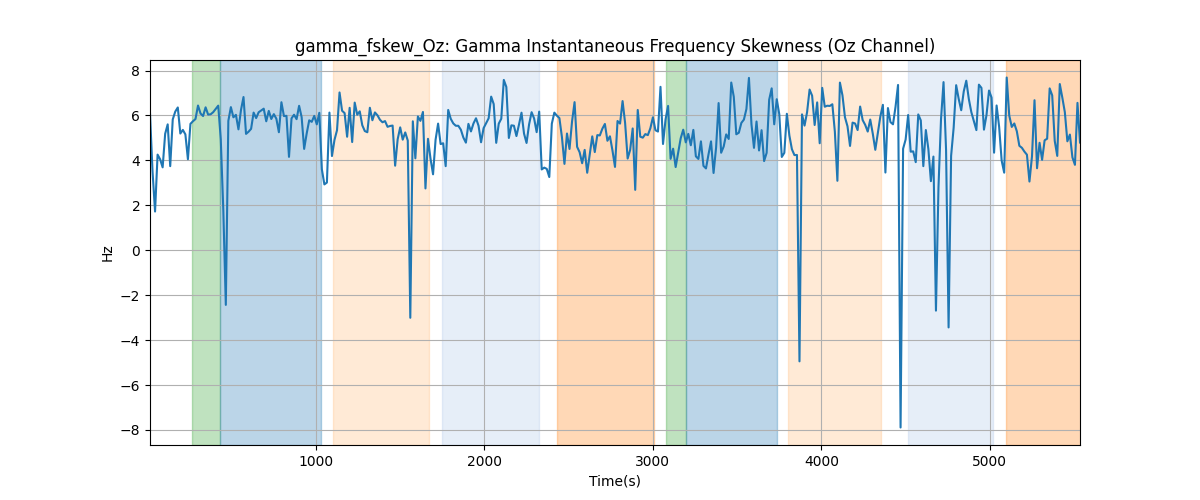 gamma_fskew_Oz: Gamma Instantaneous Frequency Skewness (Oz Channel)
8
6
4
2
0
−2
−4
−6
−8
Hz
1000 2000 3000 4000 5000
Time(s)